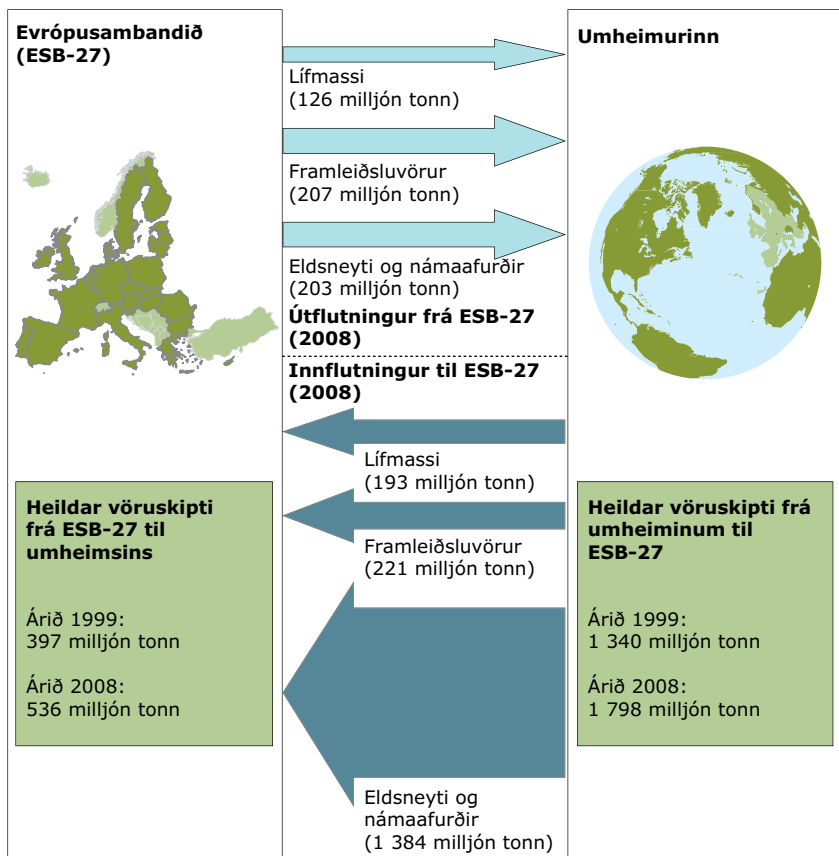 Evrópusambandið
(ESB-27)
Lífmassi
(126 milljón tonn)
Framleiðsluvörur
(207 milljón tonn)
Eldsneyti og námaafurðir
(203 milljón tonn)
Útflutningur frá ESB-27
(2008)
Umheimurinn
Innflutningur til ESB-27
(2008)
Lífmassi
(193 milljón tonn)
Framleiðsluvörur
(221 milljón tonn)
Eldsneyti og
námaafurðir
(1 384 milljón tonn)
Heildar vöruskipti
frá ESB-27 til
umheimsins
Árið 1999:
397 milljón tonn
Árið 2008:
536 milljón tonn
Heildar vöruskipti frá
umheiminum til
ESB-27
Árið 1999:
1 340 milljón tonn
Árið 2008:
1 798 milljón tonn